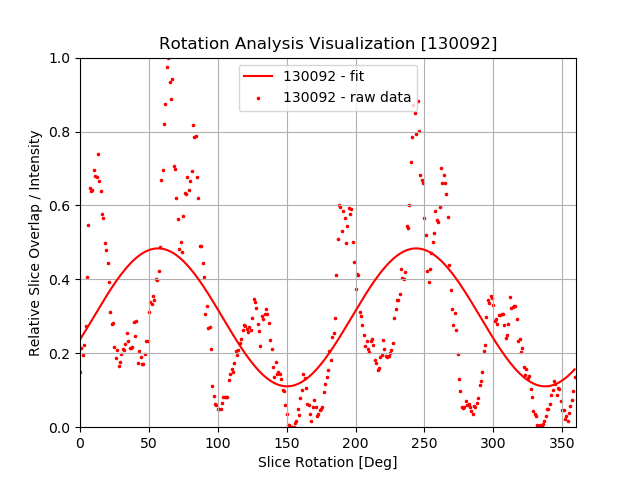 Rotation Analysis Visualization [130092]
130092 - fit
130092 - raw data
Relative Slice Overlap / Intensity
1.0
0.8
0.6
0.4
0.2
0.0
0 50 100 150 200 250 300 350
Slice Rotation [Deg]